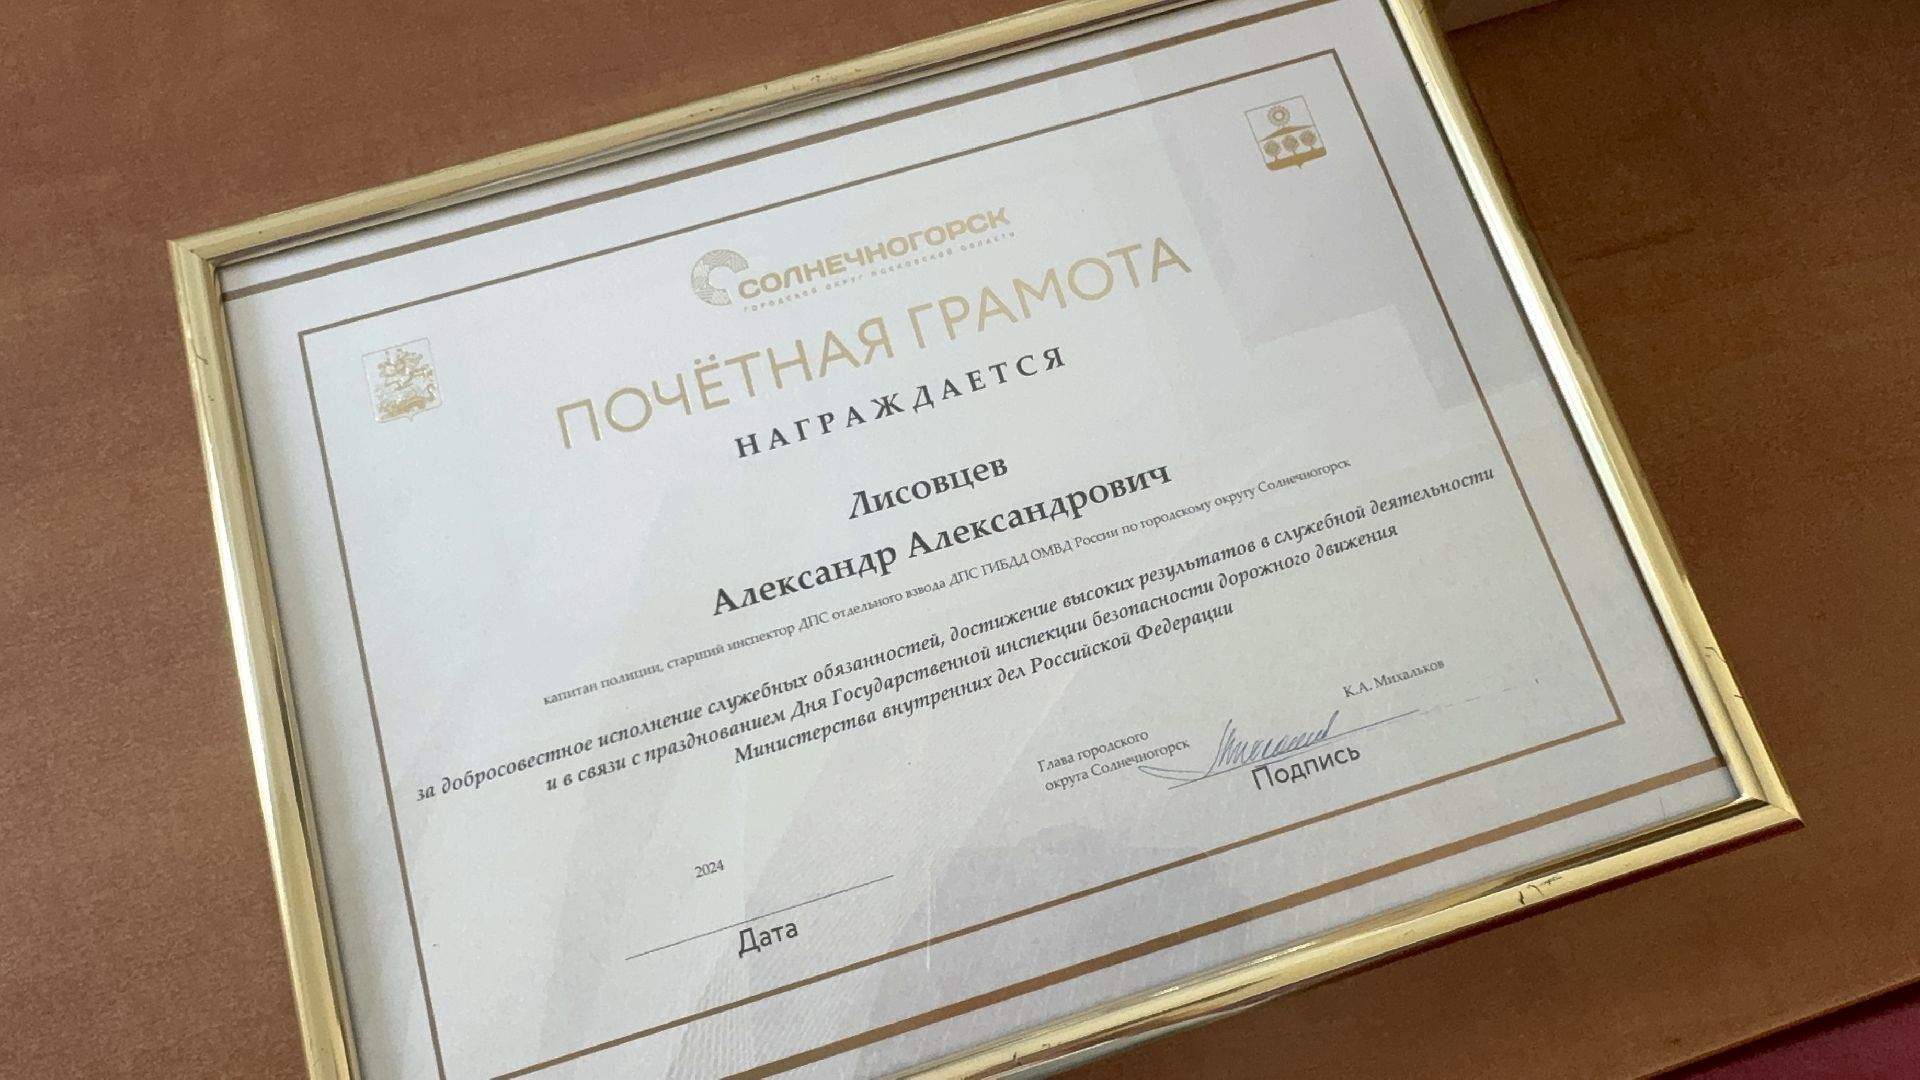 СОЛНЕЧНОГОРСК
ГОРОДСКОЙ ОКРУГ МОСКОВСКОЙ ОБЛАСТИ
ПОЧЁТНАЯ ГРАМОТА
НАГРАЖДАЕТСЯ
Лисовцев
Александр Александрович
капитан полиции, старший инспектор ДПС отдельного взвода ДПС ГИБДД ОМВД России по городскому округу Солнечногорск
за добросовестное исполнение служебных обязанностей, достижение высоких результатов в служебной деятельности
и в связи с празднованием Дня Государственной инспекции безопасности дорожного движения
Министерства внутренних дел Российской Федерации
Глава городского
округа Солнечногорск
К.А. Михальков
Подпись
2024
Дата